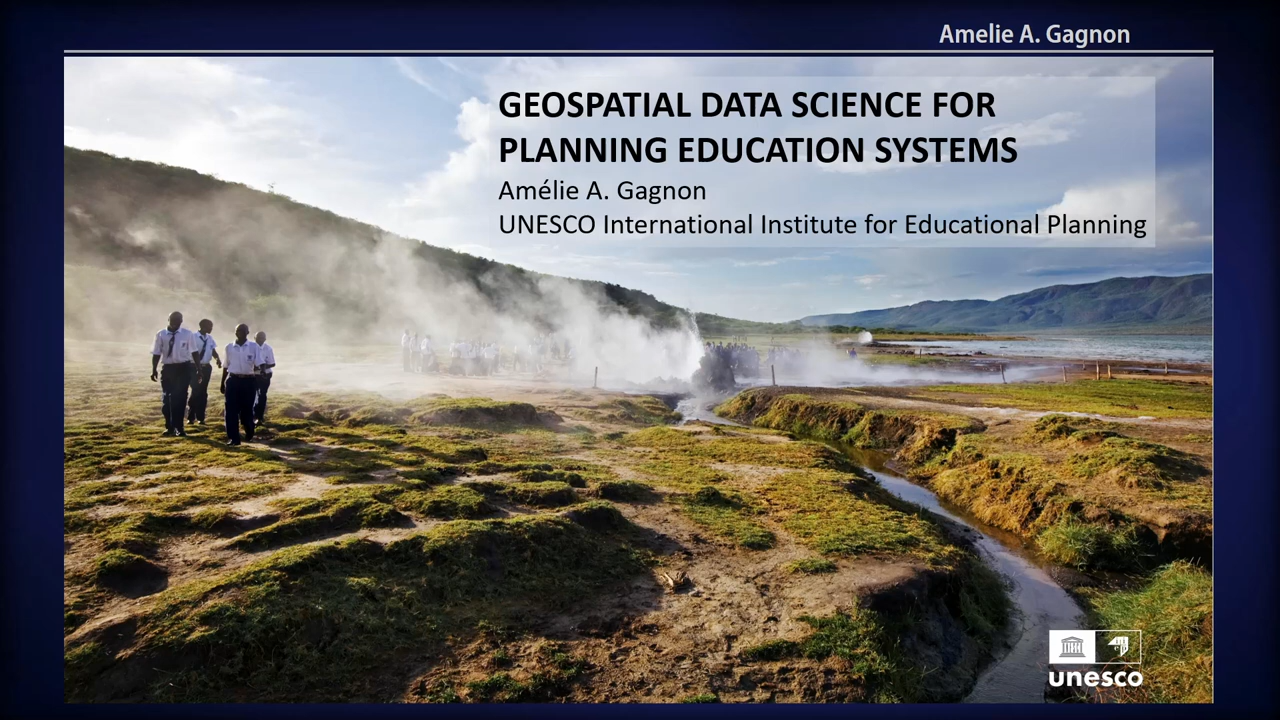 Amelie A. Gagnon
GEOSPATIAL DATA SCIENCE FOR
PLANNING EDUCATION SYSTEMS
Amélie A. Gagnon
UNESCO International Institute for Educational Planning
unesco